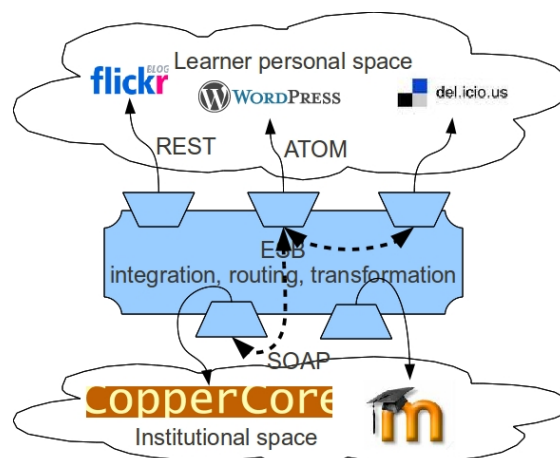 Learner personal space
BLOG
flickr
WORDPRESS
del.icio.us
REST
ATOM
ESB
integration, routing, transformation
SOAP
CopperCore
Institutional space
m